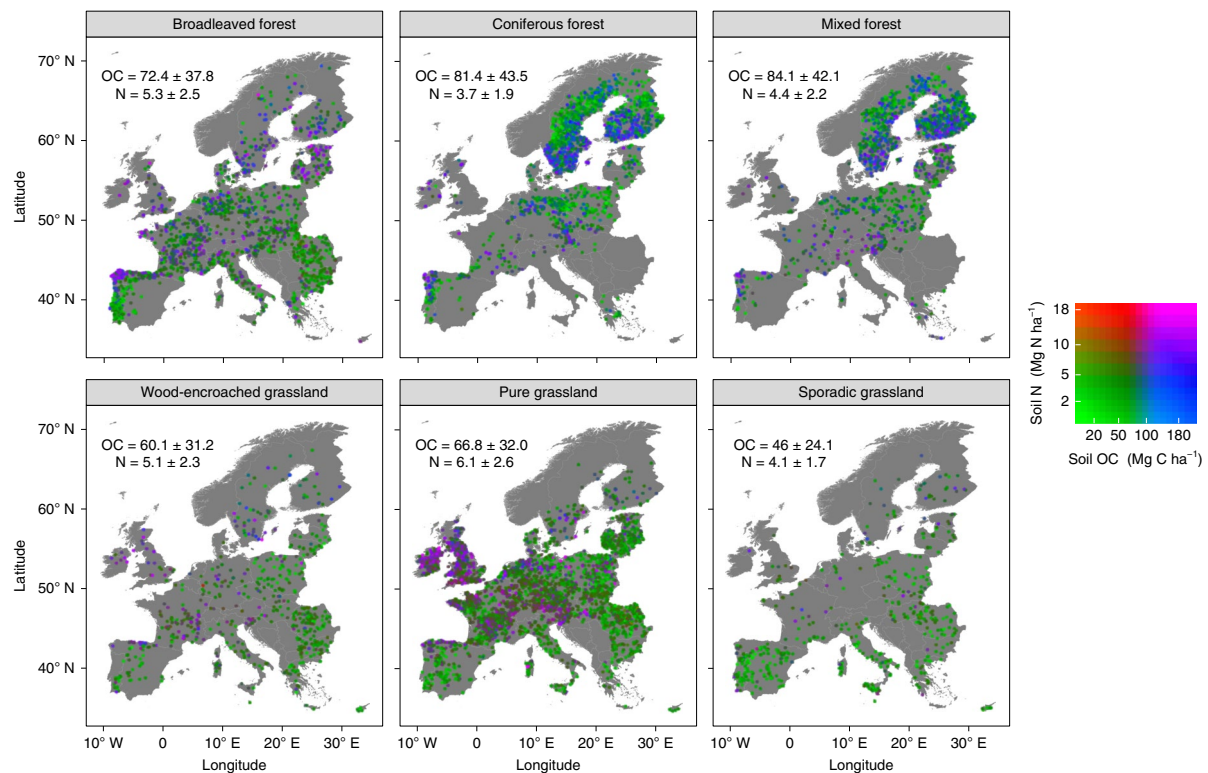 Broadleaved forest
Coniferous forest
Mixed forest
70° N
60° N
50° N
40° N
Latitude
OC = 72.4 ± 37.8
N = 5.3 ± 2.5
OC = 81.4 ± 43.5
N = 3.7 ± 1.9
OC = 84.1 ± 42.1
N = 4.4 ± 2.2
Soil N (Mg N ha⁻¹)
18
10
5
2
20 50 100 180
Soil OC (Mg C ha⁻¹)
Wood-encroached grassland
Pure grassland
Sporadic grassland
70° N
60° N
50° N
40° N
Latitude
OC = 60.1 ± 31.2
N = 5.1 ± 2.3
OC = 66.8 ± 32.0
N = 6.1 ± 2.6
OC = 46 ± 24.1
N = 4.1 ± 1.7
10° W 0 10° E 20° E 30° E
10° W 0 10° E 20° E 30° E
10° W 0 10° E 20° E 30° E
Longitude
Longitude
Longitude